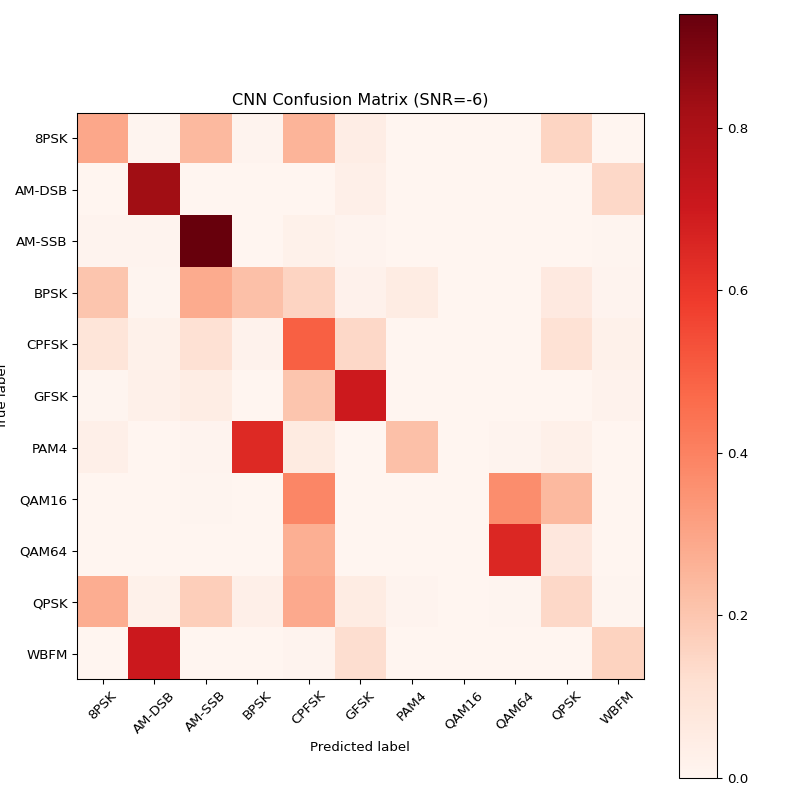 CNN Confusion Matrix (SNR=-6)
8PSK
AM-DSB
AM-SSB
BPSK
CPFSK
GFSK
PAM4
QAM16
QAM64
QPSK
WBFM
label
8PSK
AM-DSB
AM-SSB
BPSK
CPFSK
GFSK
PAM4
QAM16
QAM64
QPSK
WBFM
Predicted label
0.8
0.6
0.4
0.2
0.0